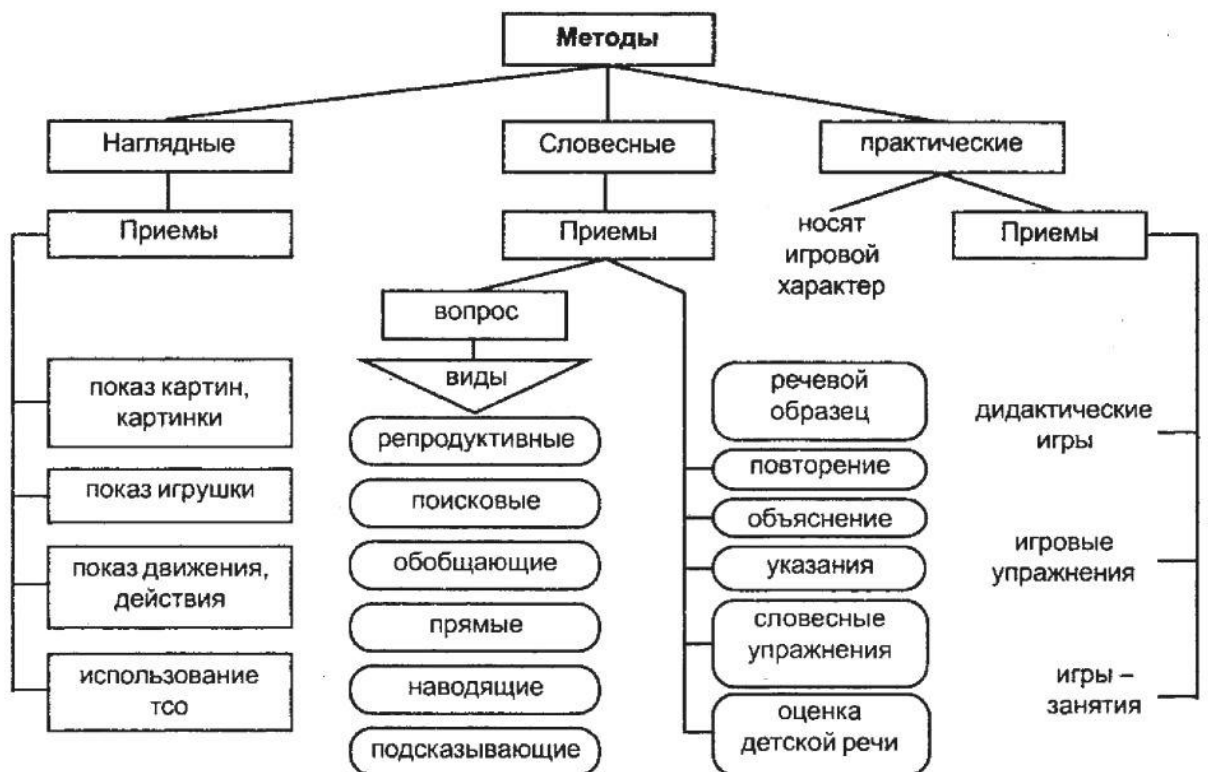 Методы
Наглядные
Словесные
практические
Приемы
Приемы
носят
игровой
характер
Приемы
вопрос
виды
показ картин,
картинки
показ игрушки
показ движения,
действия
использование
тсо
репродуктивные
поисковые
обобщающие
прямые
наводящие
подсказывающие
речевой
образец
повторение
объяснение
указания
словесные
упражнения
оценка
детской речи
дидактические
игры
игровые
упражнения
игры –
занятия